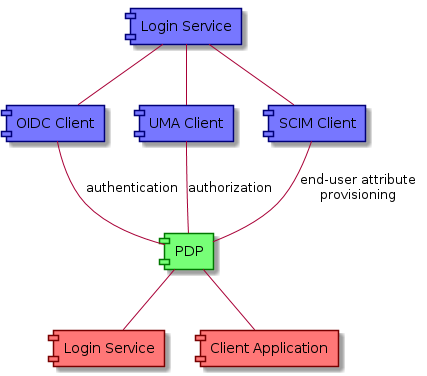 Login Service
OIDC Client
UMA Client
SCIM Client
authentication
authorization
end-user attribute
provisioning
PDP
Login Service
Client Application